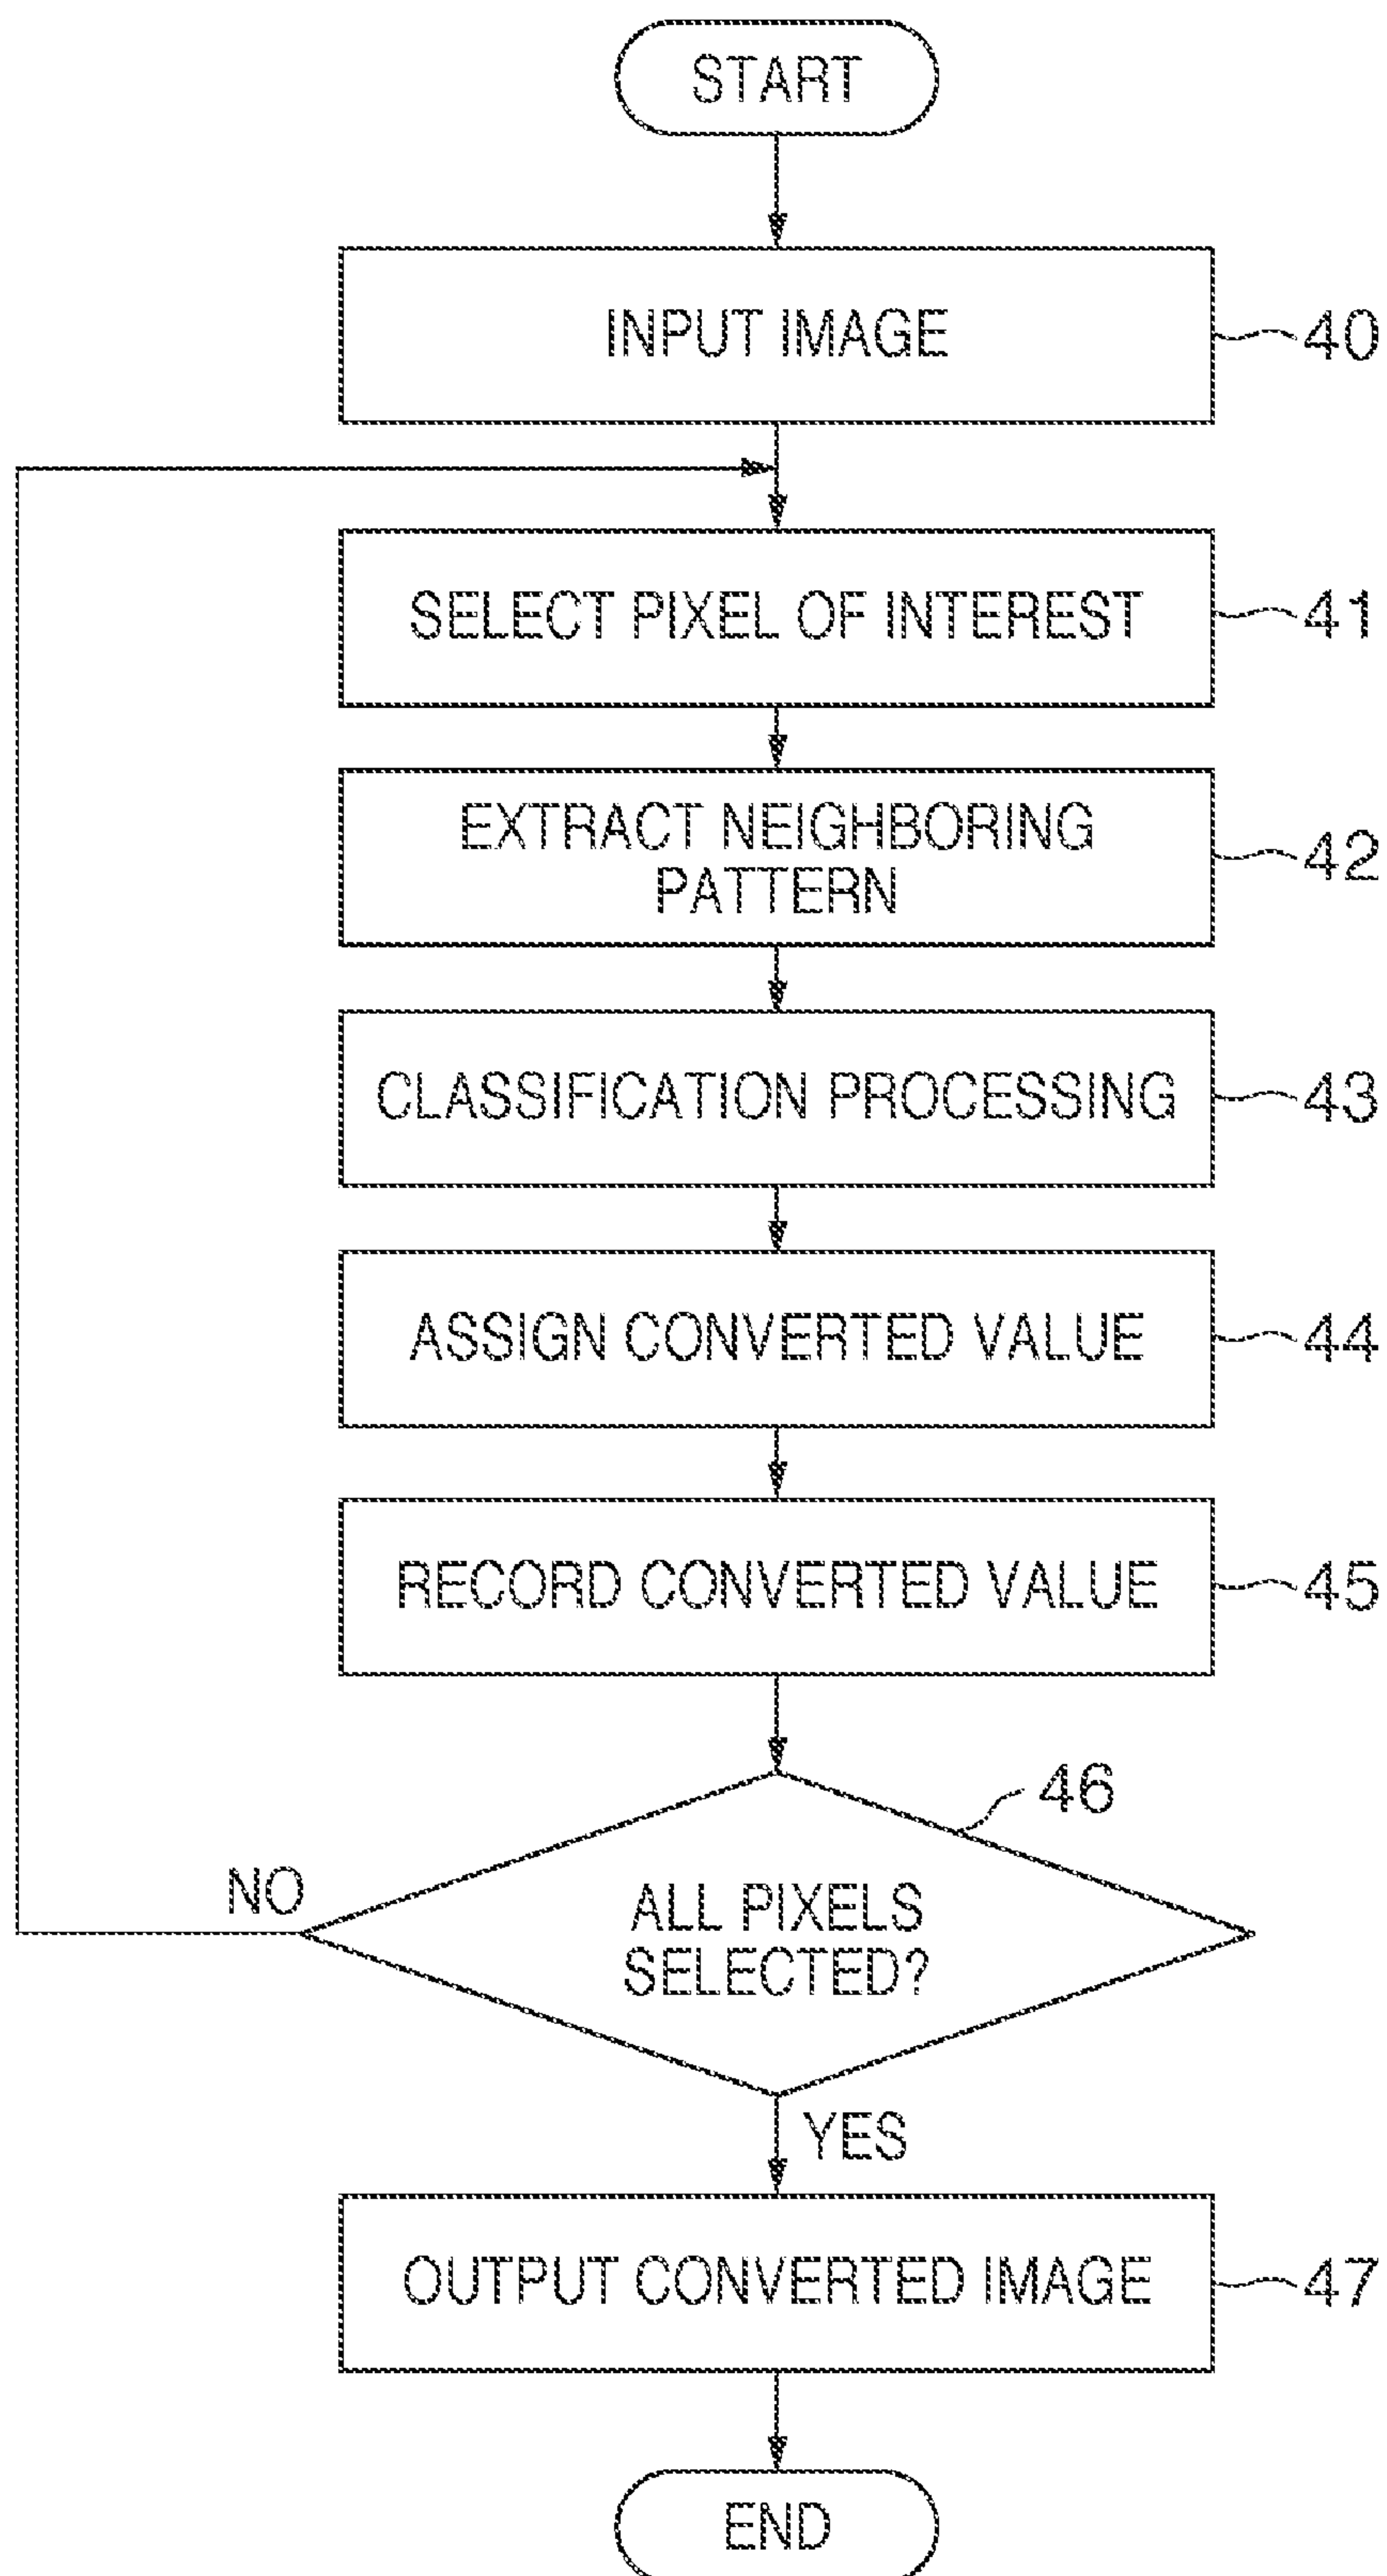 START
INPUT IMAGE
40
SELECT PIXEL OF INTEREST
41
EXTRACT NEIGHBORING
PATTERN
42
CLASSIFICATION PROCESSING
43
ASSIGN CONVERTED VALUE
44
RECORD CONVERTED VALUE
45
46
ALL PIXELS
SELECTED?
NO
YES
OUTPUT CONVERTED IMAGE
47
END